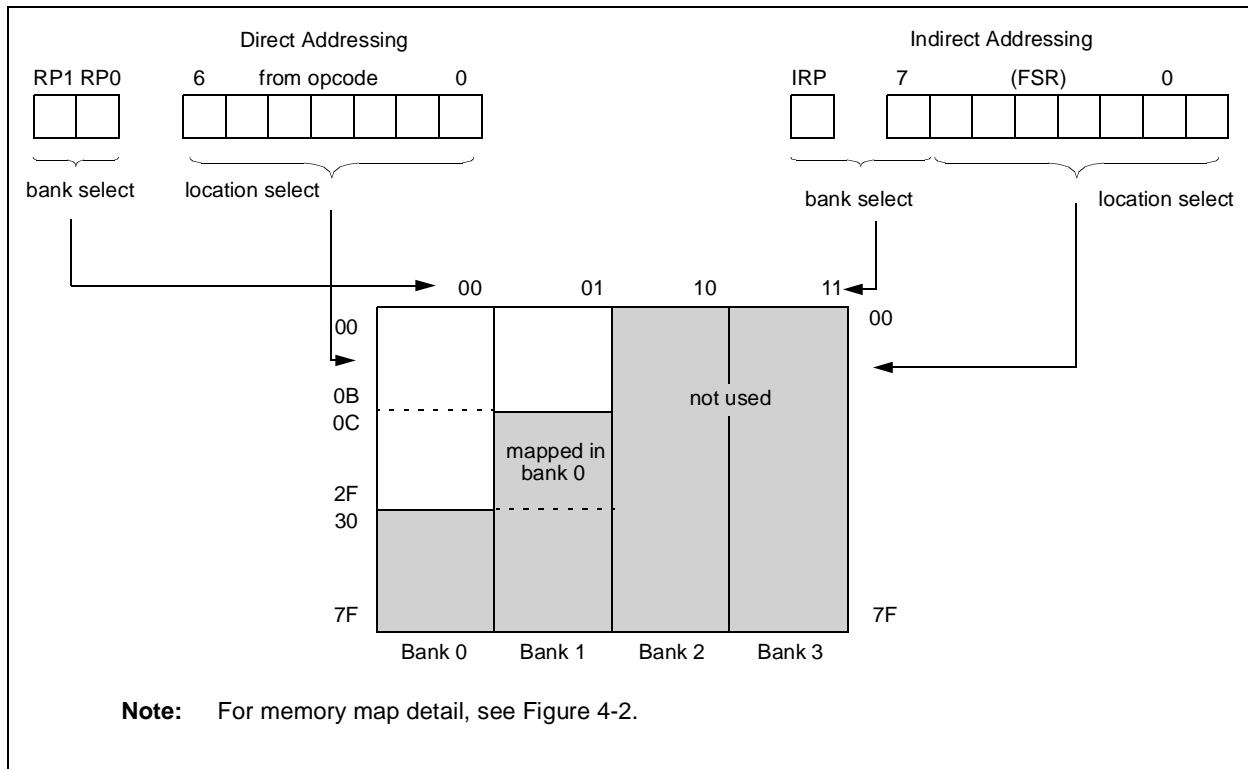 Direct Addressing
Indirect Addressing
RP1 RP0
6 from opcode 0
IRP
7 (FSR) 0
bank select
location select
bank select
location select
00 01 10 11
00
00
0B
0C
not used
mapped in
bank 0
2F
30
7F
7F
Bank 0 Bank 1 Bank 2 Bank 3
Note: For memory map detail, see Figure 4-2.